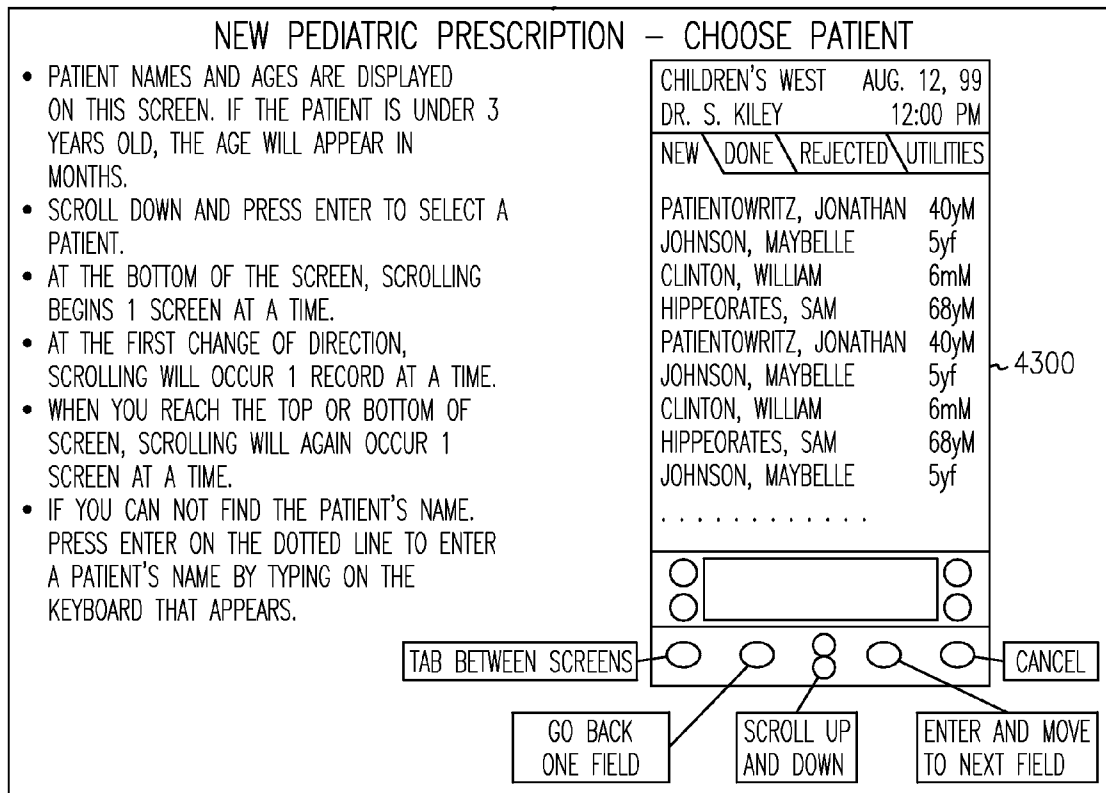 NEW PEDIATRIC PRESCRIPTION – CHOOSE PATIENT
• PATIENT NAMES AND AGES ARE DISPLAYED
ON THIS SCREEN. IF THE PATIENT IS UNDER 3
YEARS OLD, THE AGE WILL APPEAR IN
MONTHS.
• SCROLL DOWN AND PRESS ENTER TO SELECT A
PATIENT.
• AT THE BOTTOM OF THE SCREEN, SCROLLING
BEGINS 1 SCREEN AT A TIME.
• AT THE FIRST CHANGE OF DIRECTION,
SCROLLING WILL OCCUR 1 RECORD AT A TIME.
• WHEN YOU REACH THE TOP OR BOTTOM OF
SCREEN, SCROLLING WILL AGAIN OCCUR 1
SCREEN AT A TIME.
• IF YOU CAN NOT FIND THE PATIENT'S NAME.
PRESS ENTER ON THE DOTTED LINE TO ENTER
A PATIENT'S NAME BY TYPING ON THE
KEYBOARD THAT APPEARS.
CHILDREN'S WEST AUG. 12, 99
DR. S. KILEY 12:00 PM
NEW DONE REJECTED UTILITIES
PATIENTOWRITZ, JONATHAN 40yM
JOHNSON, MAYBELLE 5yf
CLINTON, WILLIAM 6mM
HIPPEORATES, SAM 68yM
PATIENTOWRITZ, JONATHAN 40yM
JOHNSON, MAYBELLE 5yf
CLINTON, WILLIAM 6mM
HIPPEORATES, SAM 68yM
JOHNSON, MAYBELLE 5yf
. . . . . . . . . . . . .
4300
TAB BETWEEN SCREENS
CANCEL
GO BACK
ONE FIELD
SCROLL UP
AND DOWN
ENTER AND MOVE
TO NEXT FIELD